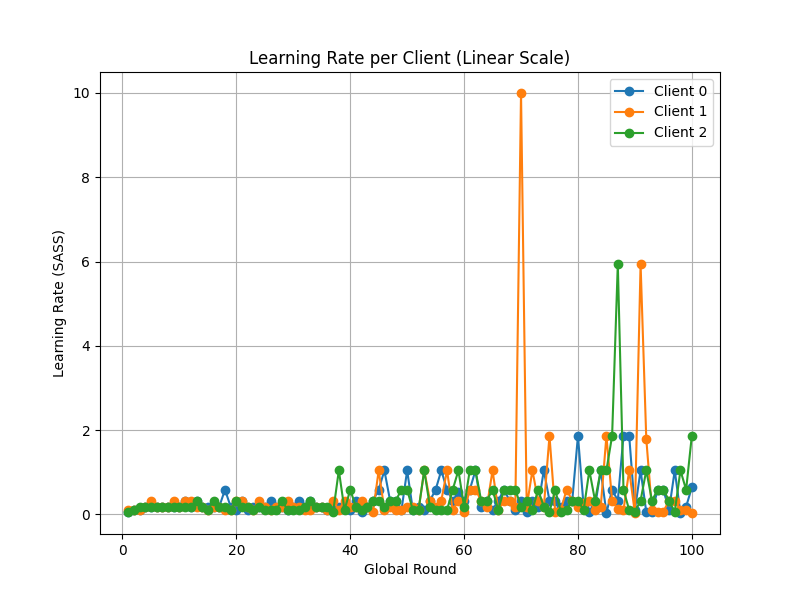 Learning Rate per Client (Linear Scale)
Client 0
Client 1
Client 2
Learning Rate (SASS)
10
8
6
4
2
0
0 20 40 60 80 100
Global Round